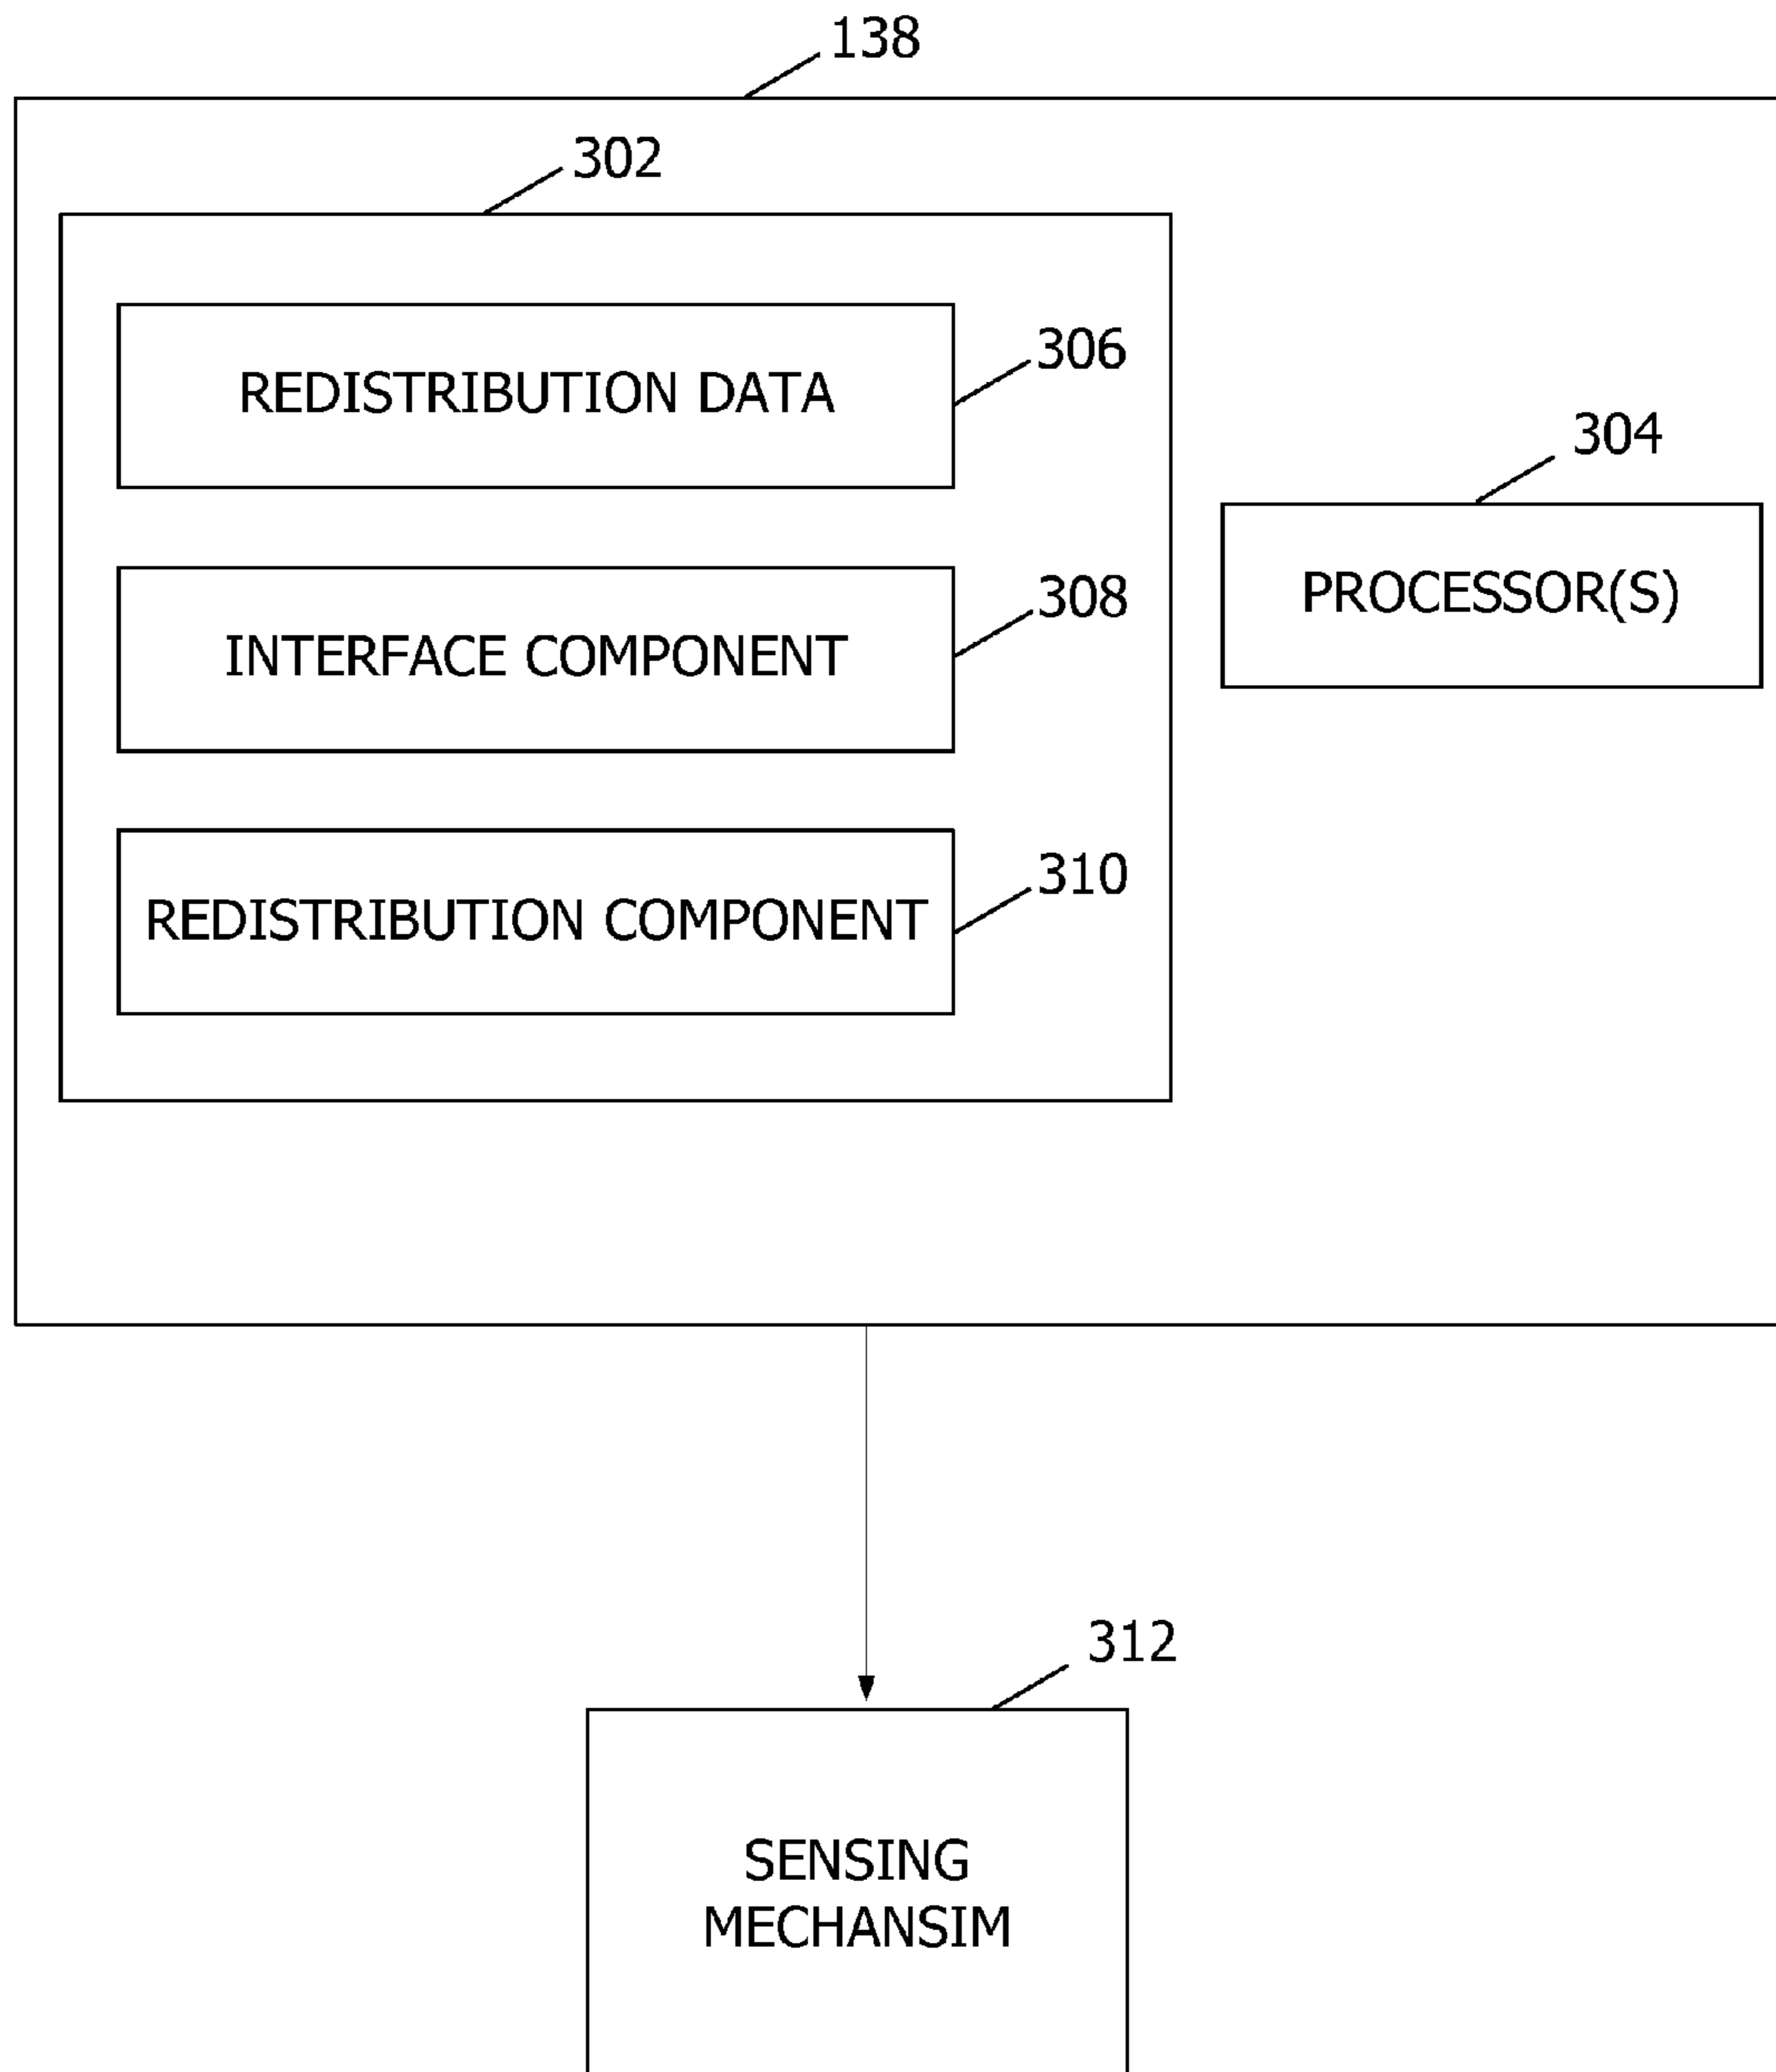 138
302
REDISTRIBUTION DATA
306
304
PROCESSOR(S)
INTERFACE COMPONENT
308
REDISTRIBUTION COMPONENT
310
312
SENSING
MECHANSIM